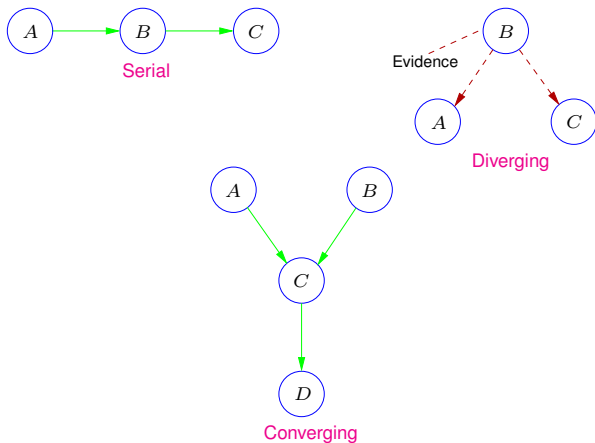 A B C
Serial
B
Evidence
A C
Diverging
A B
C
D
Converging